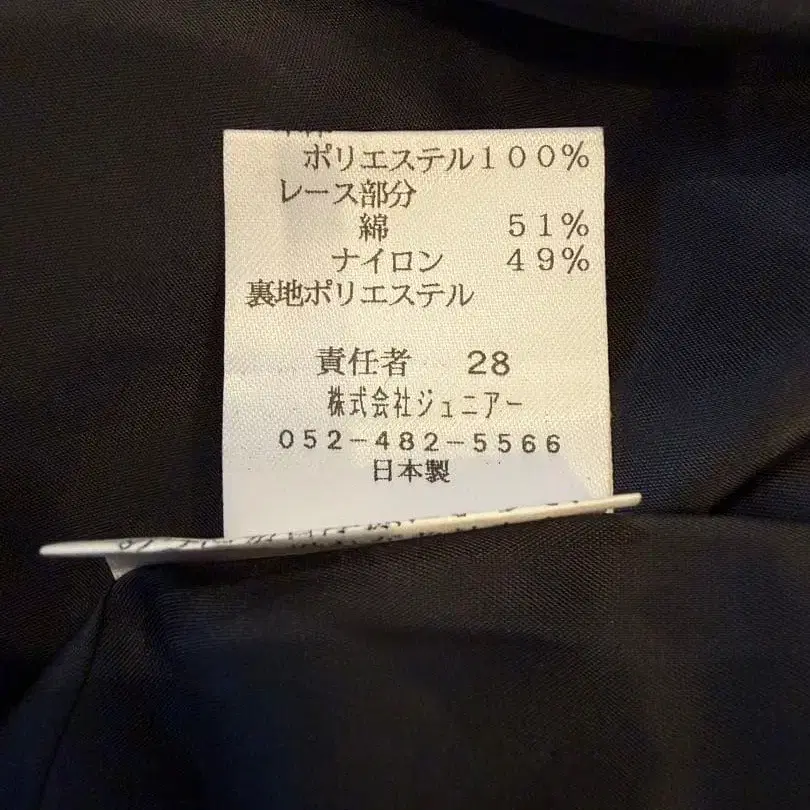 ポリエステル100%
レース部分
綿 51%
ナイロン 49%
裏地ポリエステル
責任者 28
株式会社ジュニアー
052-482-5566
日本製